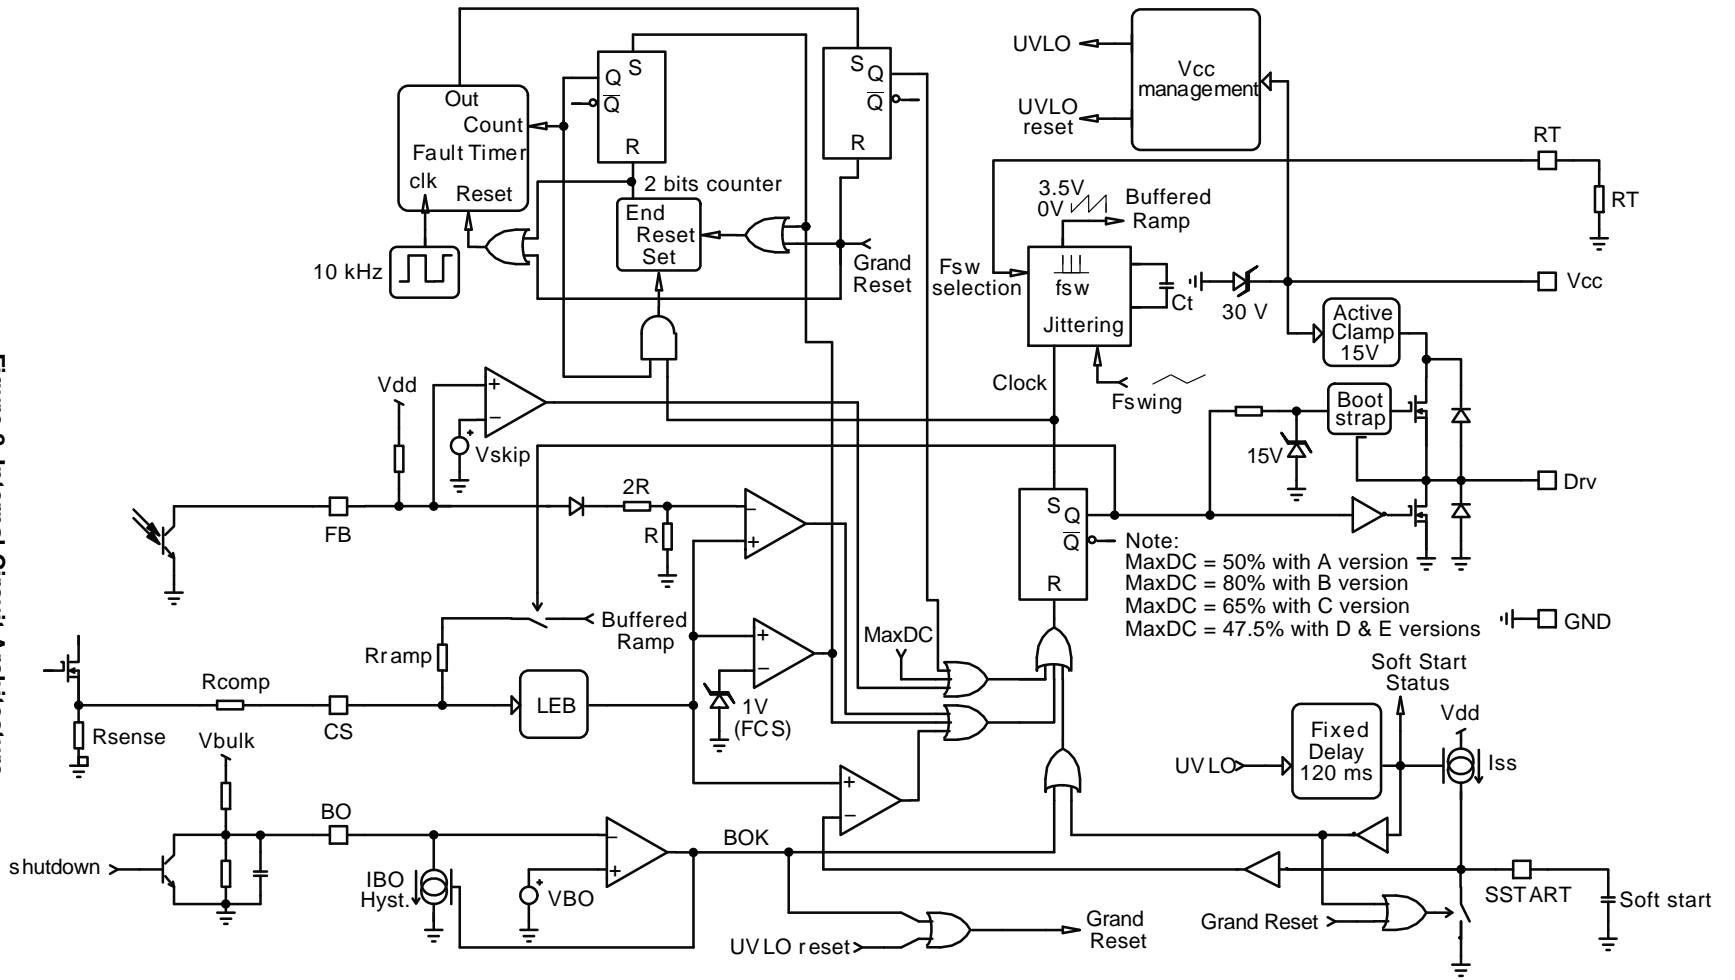 UVLO
Vcc
management
UVLO
reset
Out
Count
Fault Timer
clk
Reset
Q
S
Q
R
S
Q
Q
R
2 bits counter
End
Reset
Set
10 kHz
Grand
Reset
3.5V
0V
Buffered
Ramp
Fsw
selection
fsw
Jittering
Ct
RT
RT
30 V
Vcc
Active
Clamp
15V
Clock
Fswing
Boot
strap
15V
Drv
Vdd
Vskip
FB
2R
R
S
Q
Q
R
Note:
MaxDC = 50% with A version
MaxDC = 80% with B version
MaxDC = 65% with C version
MaxDC = 47.5% with D & E versions
GND
Buffered
Ramp
MaxDC
Rramp
Rcomp
CS
LEB
1V
(FCS)
Rsense
Vbulk
Soft Start
Status
Vdd
Fixed
Delay
120 ms
UVLO
Iss
BO
BOK
shutdown
IBO
Hyst.
VBO
UVLO reset
Grand
Reset
Grand Reset
SSTART
Soft start